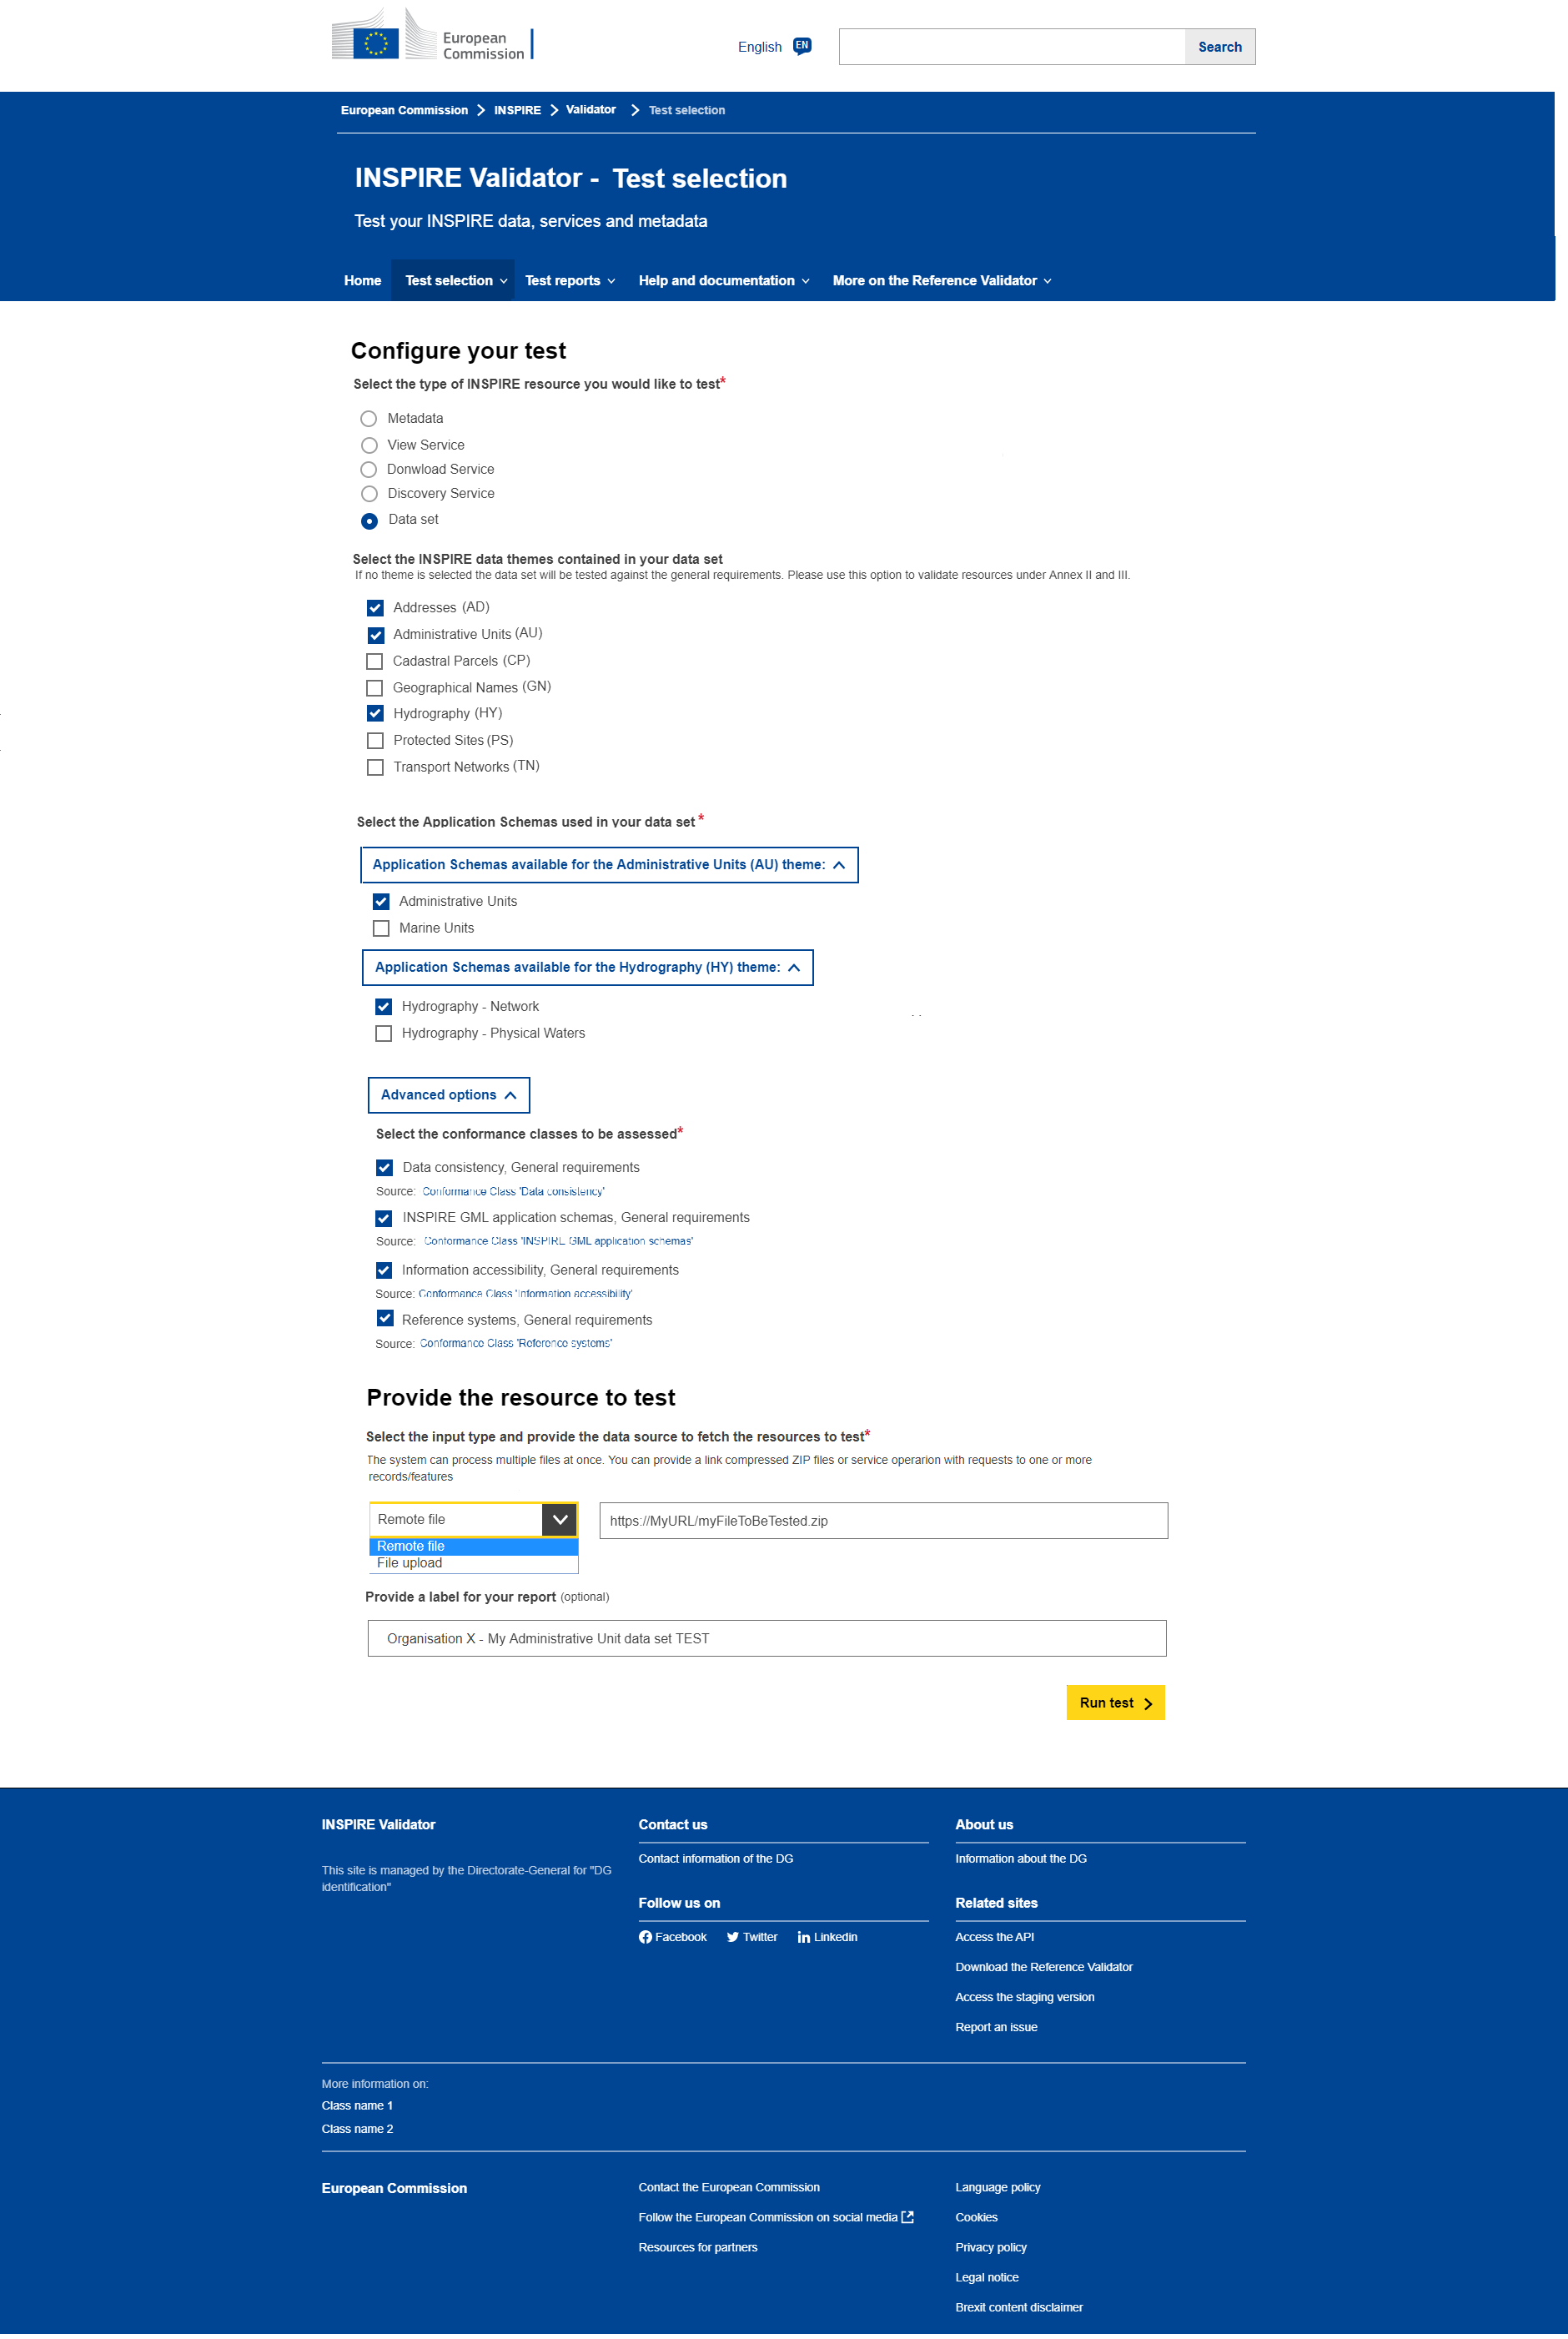 European
Commission
English EN
Search
European Commission INSPIRE Validator Test selection
INSPIRE Validator - Test selection
Test your INSPIRE data, services and metadata
Home Test selection Test reports Help and documentation More on the Reference Validator
Configure your test
Select the type of INSPIRE resource you would like to test*
Metadata
View Service
Donwload Service
Discovery Service
Data set
Select the INSPIRE data themes contained in your data set
If no theme is selected the data set will be tested against the general requirements. Please use this option to validate resources under Annex II and III.
Addresses (AD)
Administrative Units (AU)
Cadastral Parcels (CP)
Geographical Names (GN)
Hydrography (HY)
Protected Sites (PS)
Transport Networks (TN)
Select the Application Schemas used in your data set *
Application Schemas available for the Administrative Units (AU) theme:
Administrative Units
Marine Units
Application Schemas available for the Hydrography (HY) theme:
Hydrography - Network
Hydrography - Physical Waters
Advanced options
Select the conformance classes to be assessed*
Data consistency, General requirements
Source: Conformance Class 'Data consistency'
INSPIRE GML application schemas, General requirements
Source: Conformance Class 'INSPIRE GML application schemas'
Information accessibility, General requirements
Source: Conformance Class 'Information accessibility'
Reference systems, General requirements
Source: Conformance Class 'Reference systems'
Provide the resource to test
Select the input type and provide the data source to fetch the resources to test*
The system can process multiple files at once. You can provide a link compressed ZIP files or service operarion with requests to one or more
records/features
Remote file
https://MyURL/myFileToBeTested.zip
Remote file
File upload
Provide a label for your report (optional)
Organisation X - My Administrative Unit data set TEST
Run test
INSPIRE Validator
This site is managed by the Directorate-General for "DG
identification"
Contact us
Contact information of the DG
Follow us on
Facebook Twitter Linkedin
About us
Information about the DG
Related sites
Access the API
Download the Reference Validator
Access the staging version
Report an issue
More information on:
Class name 1
Class name 2
European Commission
Contact the European Commission
Follow the European Commission on social media
Resources for partners
Language policy
Cookies
Privacy policy
Legal notice
Brexit content disclaimer